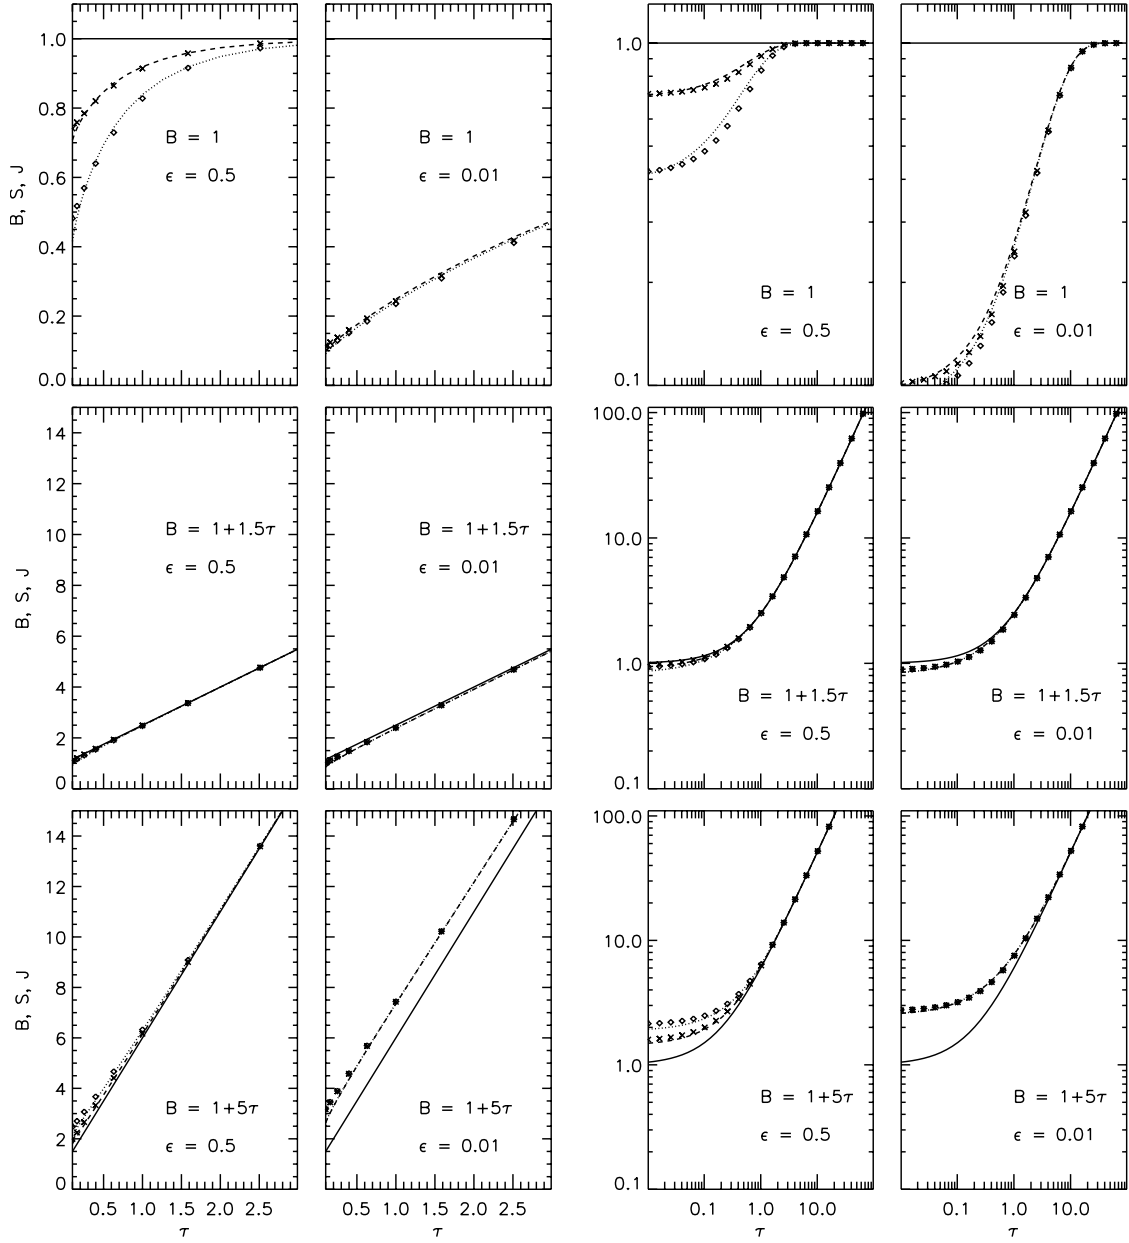 1.0
0.8
0.6
0.4
0.2
0.0
B, S, J
B = 1
ϵ = 0.5
B = 1
ϵ = 0.01
1.0
0.1
B = 1
ϵ = 0.5
B = 1
ϵ = 0.01
14
12
10
8
6
4
2
0
B, S, J
B = 1+1.5τ
ϵ = 0.5
B = 1+1.5τ
ϵ = 0.01
100.0
10.0
1.0
0.1
B = 1+1.5τ
ϵ = 0.5
B = 1+1.5τ
ϵ = 0.01
14
12
10
8
6
4
2
0
B, S, J
B = 1+5τ
ϵ = 0.5
B = 1+5τ
ϵ = 0.01
100.0
10.0
1.0
0.1
B = 1+5τ
ϵ = 0.5
B = 1+5τ
ϵ = 0.01
0.5 1.0 1.5 2.0 2.5
0.5 1.0 1.5 2.0 2.5
0.1 1.0 10.0
0.1 1.0 10.0
τ
τ
τ
τ